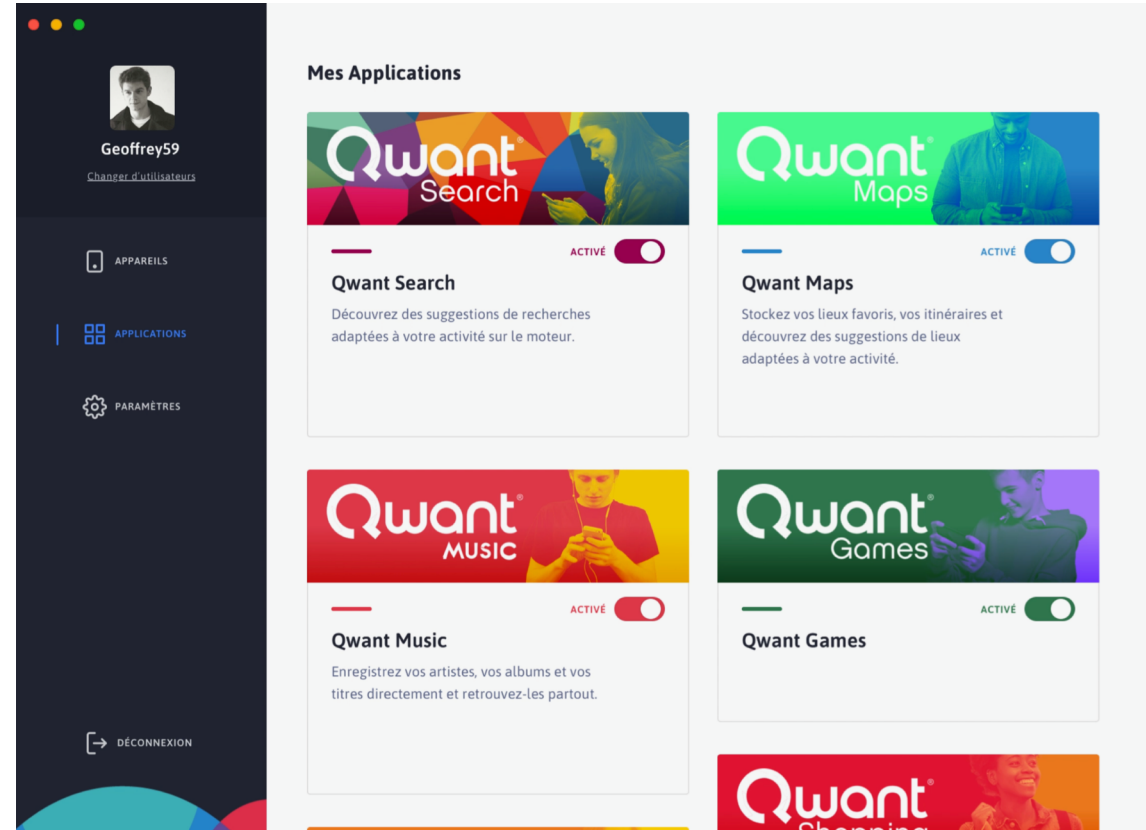 Geoffrey59
Changer d'utilisateurs
APPAREILS
APPLICATIONS
PARAMÈTRES
DÉCONNEXION
Mes Applications
Qwant®
Search
ACTIVÉ
Qwant Search
Découvrez des suggestions de recherches
adaptées à votre activité sur le moteur.
Qwant®
Maps
ACTIVÉ
Qwant Maps
Stockez vos lieux favoris, vos itinéraires et
découvrez des suggestions de lieux
adaptées à votre activité.
Qwant®
MUSIC
ACTIVÉ
Qwant Music
Enregistrez vos artistes, vos albums et vos
titres directement et retrouvez-les partout.
Qwant®
Games
ACTIVÉ
Qwant Games
Qwant®
Shopping